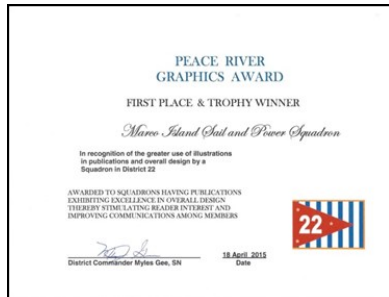 PEACE RIVER
GRAPHICS AWARD
FIRST PLACE & TROPHY WINNER
Marco Island Sail and Power Squadron
In recognition of the greater use of illustrations
in publications and overall design by a
Squadron in District 22
AWARDED TO SQUADRONS HAVING PUBLICATIONS
EXHIBITING EXCELLENCE IN OVERALL DESIGN
THEREBY STIMULATING READER INTEREST AND
IMPROVING COMMUNICATIONS AMONG MEMBERS
22
18 April 2015
District Commander Myles Gee, SN Date